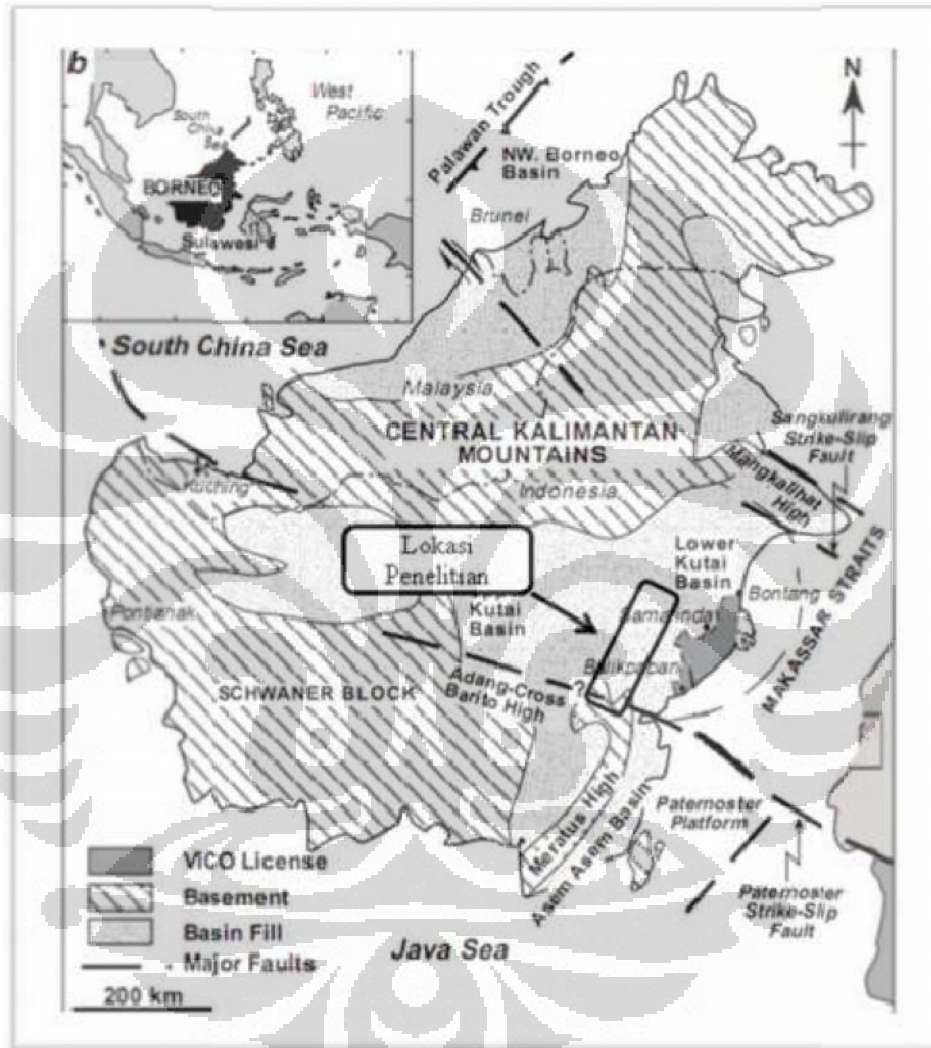 b
West
Pacific
South
China
Sea
BORNEO
Sulawesi
N
Palawan Trough
NW. Borneo
Basin
Brunei
South China Sea
Malaysia
CENTRAL KALIMANTAN
MOUNTAINS
Sangkulirang
Strike-Slip
Fault
Mangkalihat
High
Kuching
Indonesia
Lokasi
Penelitian
Lower
Kutai
Basin
Bontang
MAKASSAR STRAITS
Kutai
Basin
Samarinda
Pontianak
Balikpapan
SCHWANER BLOCK
Adang-Cross
Barito High
?
Meratus High
Asem Asem Basin
Paternoster
Platform
Paternoster
Strike-Slip
Fault
Java Sea
VICO License
Basement
Basin Fill
Major Faults
200 km